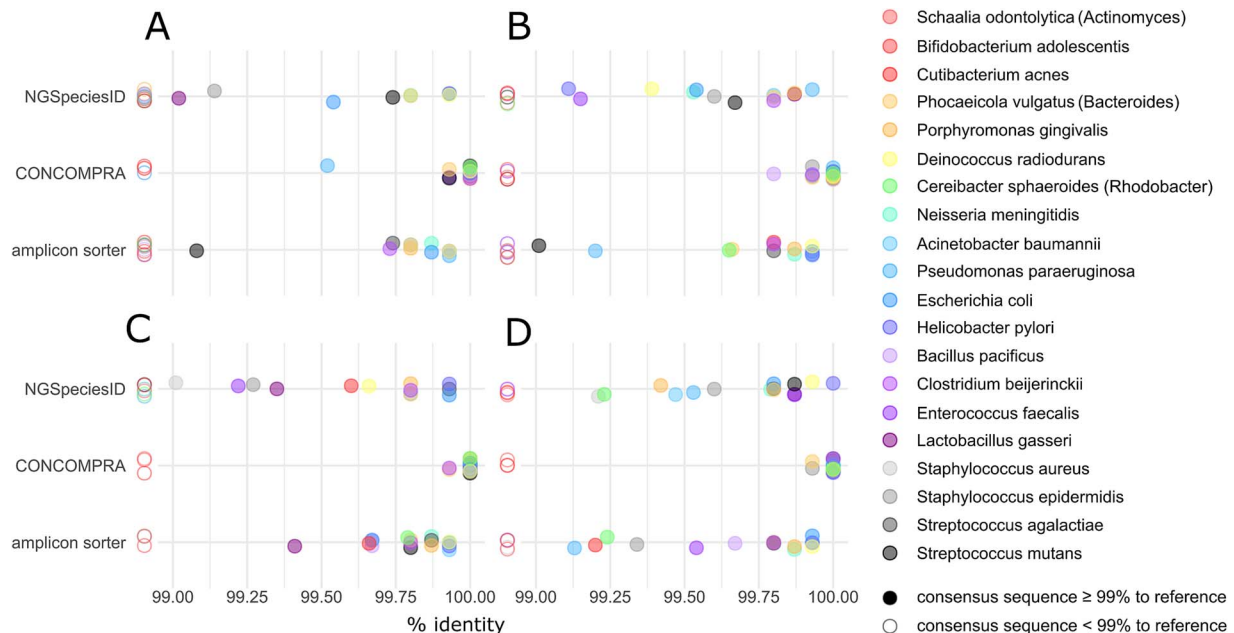 A
B
NGSpeciesID
CONCOMPRA
amplicon sorter
C
D
NGSpeciesID
CONCOMPRA
amplicon sorter
99.00 99.25 99.50 99.75 100.00 99.00 99.25 99.50 99.75 100.00
% identity
Schaalia odontolytica (Actinomyces)
Bifidobacterium adolescentis
Cutibacterium acnes
Phocaeicola vulgatus (Bacteroides)
Porphyromonas gingivalis
Deinococcus radiodurans
Cereibacter sphaeroides (Rhodobacter)
Neisseria meningitidis
Acinetobacter baumannii
Pseudomonas paraeruginosa
Escherichia coli
Helicobacter pylori
Bacillus pacificus
Clostridium beijerinckii
Enterococcus faecalis
Lactobacillus gasseri
Staphylococcus aureus
Staphylococcus epidermidis
Streptococcus agalactiae
Streptococcus mutans
consensus sequence ≥ 99% to reference
consensus sequence < 99% to reference